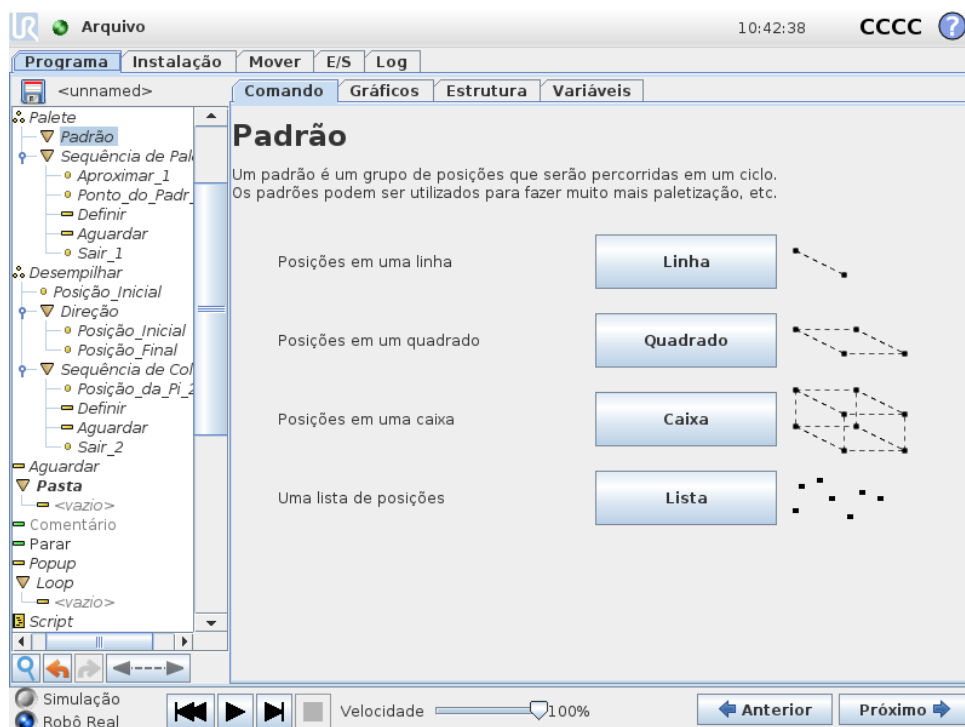 UR Arquivo 10:42:38 CCCC ?
Programa Instalação Mover E/S Log
<unnamed> Comando Gráficos Estrutura Variáveis
Palete
Padrão
Sequência de Pal
Aproximar_1
Ponto_do_Padr_
Definir
Aguardar
Sair_1
Desempilhar
Posição_Inicial
Direção
Posição_Inicial
Posição_Final
Sequência de Col
Posição_da_Pi_2
Definir
Aguardar
Sair_2
Aguardar
Pasta
<vazio>
Comentário
Parar
Popup
Loop
<vazio>
Script
Padrão
Um padrão é um grupo de posições que serão percorridas em um ciclo.
Os padrões podem ser utilizados para fazer muito mais paletização, etc.
Posições em uma linha Linha
Posições em um quadrado Quadrado
Posições em uma caixa Caixa
Uma lista de posições Lista
Simulação
Robô Real
Velocidade 100%
Anterior Próximo